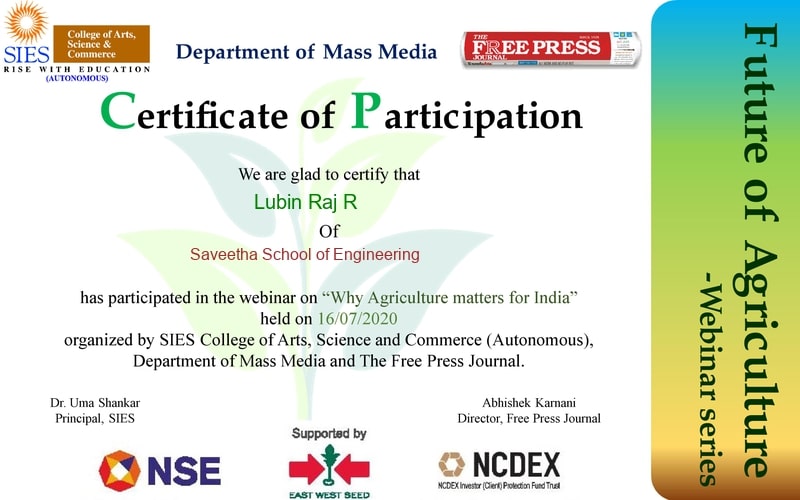 SIES
College of Arts,
Science &
Commerce
RISE WITH EDUCATION
(AUTONOMOUS)
Department of Mass Media
THE
FREE PRESS
JOURNAL
Certificate of Participation
We are glad to certify that
Lubin Raj R
Of
Saveetha School of Engineering
has participated in the webinar on “Why Agriculture matters for India”
held on 16/07/2020
organized by SIES College of Arts, Science and Commerce (Autonomous),
Department of Mass Media and The Free Press Journal.
Dr. Uma Shankar
Principal, SIES
Abhishek Karnani
Director, Free Press Journal
NSE
Supported by
EAST WEST SEED
NCDEX
NCDEX Investor (Client) Protection Fund Trust
Future of Agriculture
-Webinar series